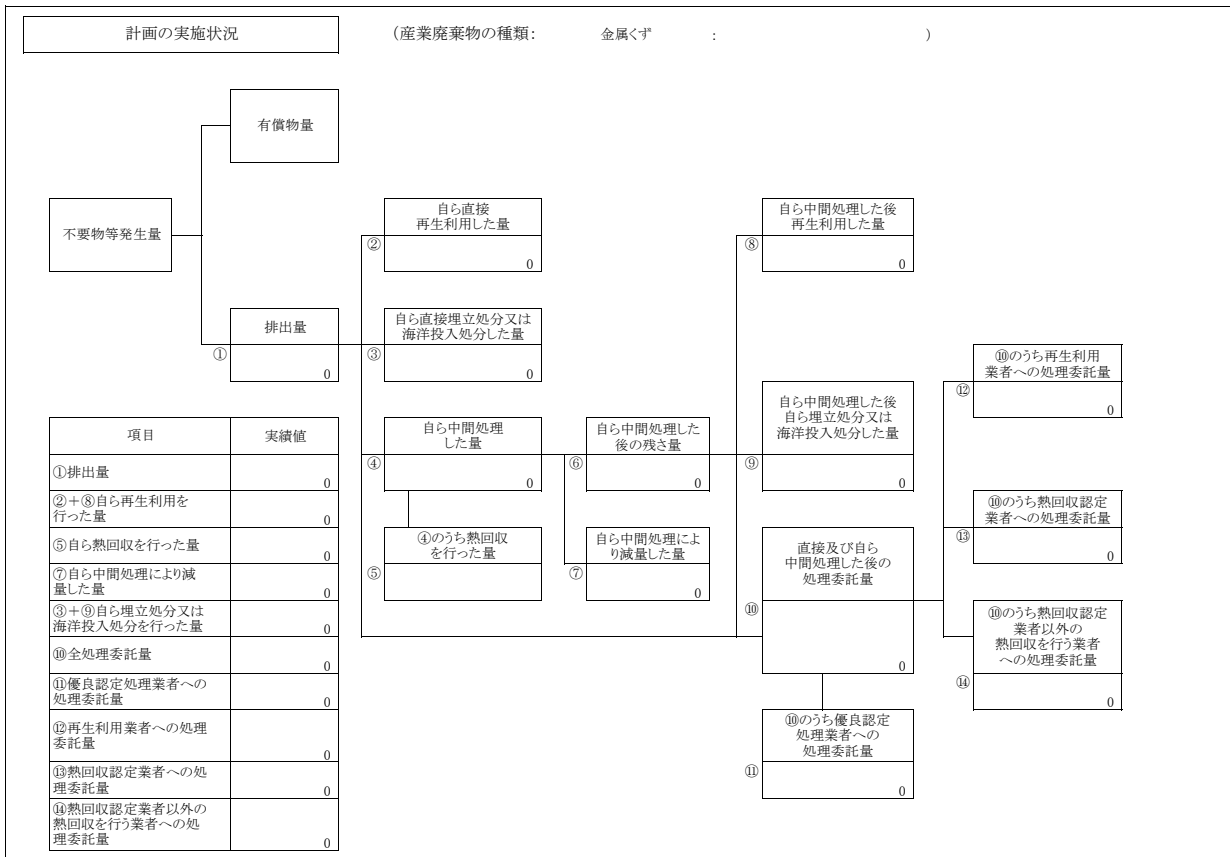 計画の実施状況
(産業廃棄物の種類: 金属くず : )
有償物量
不要物等発生量
排出量
①
0
自ら直接
再生利用した量
②
0
自ら直接埋立処分又は
海洋投入処分した量
③
0
自ら中間処理
した量
④
0
④のうち熱回収
を行った量
⑤
自ら中間処理した
後の残さ量
⑥
0
自ら中間処理によ
り減量した量
⑦
0
自ら中間処理した後
再生利用した量
⑧
0
自ら中間処理した後
自ら埋立処分又は
海洋投入処分した量
⑨
0
直接及び自ら
中間処理した後の
処理委託量
⑩
0
⑩のうち優良認定
処理業者への
処理委託量
⑪
0
⑩のうち再生利用
業者への処理委託量
⑫
0
⑩のうち熱回収認定
業者への処理委託量
⑬
0
⑩のうち熱回収認定
業者以外の
熱回収を行う業者
への処理委託量
⑭
0
項目 実績値
①排出量 0
②+⑧自ら再生利用を
行った量 0
⑤自ら熱回収を行った量 0
⑦自ら中間処理により減
量した量 0
③+⑨自ら埋立処分又は
海洋投入処分を行った量 0
⑩全処理委託量 0
⑪優良認定処理業者への
処理委託量 0
⑫再生利用業者への処理
委託量 0
⑬熱回収認定業者への処
理委託量 0
⑭熱回収認定業者以外の
熱回収を行う業者への処
理委託量 0